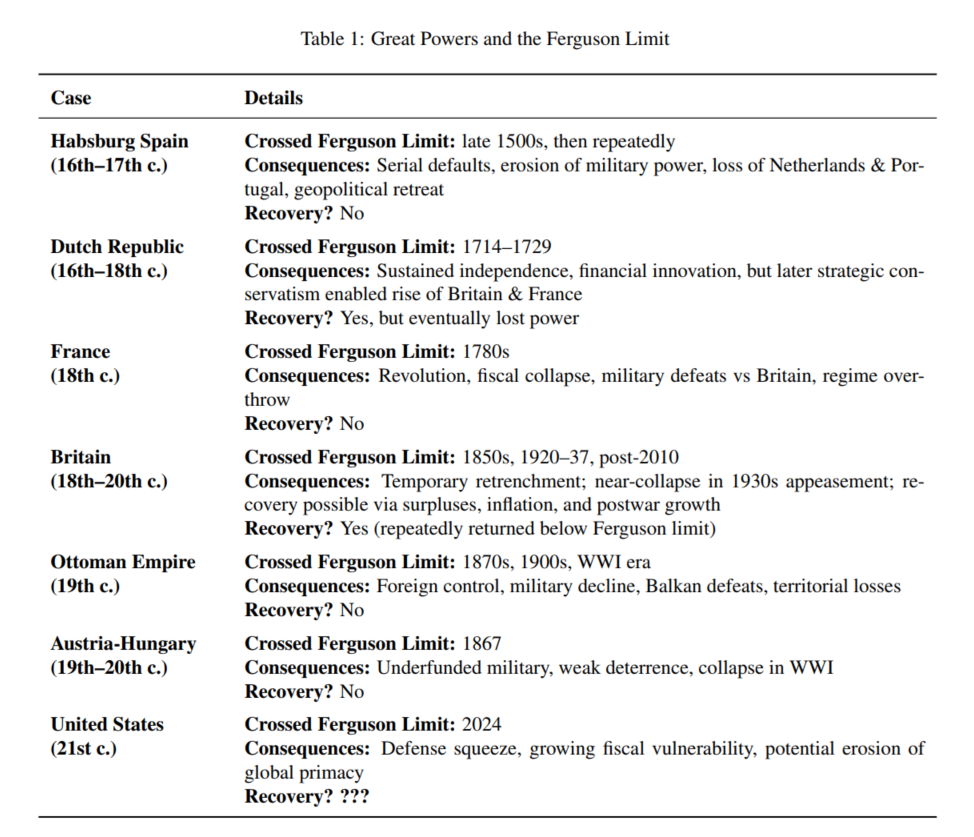 Table 1: Great Powers and the Ferguson Limit
Case Details
Habsburg Spain Crossed Ferguson Limit: late 1500s, then repeatedly
(16th–17th c.) Consequences: Serial defaults, erosion of military power, loss of Netherlands & Por-
tugal, geopolitical retreat
Recovery? No
Dutch Republic Crossed Ferguson Limit: 1714–1729
(16th–18th c.) Consequences: Sustained independence, financial innovation, but later strategic con-
servatism enabled rise of Britain & France
Recovery? Yes, but eventually lost power
France Crossed Ferguson Limit: 1780s
(18th c.) Consequences: Revolution, fiscal collapse, military defeats vs Britain, regime over-
throw
Recovery? No
Britain Crossed Ferguson Limit: 1850s, 1920–37, post-2010
(18th–20th c.) Consequences: Temporary retrenchment; near-collapse in 1930s appeasement; re-
covery possible via surpluses, inflation, and postwar growth
Recovery? Yes (repeatedly returned below Ferguson limit)
Ottoman Empire Crossed Ferguson Limit: 1870s, 1900s, WWI era
(19th c.) Consequences: Foreign control, military decline, Balkan defeats, territorial losses
Recovery? No
Austria-Hungary Crossed Ferguson Limit: 1867
(19th–20th c.) Consequences: Underfunded military, weak deterrence, collapse in WWI
Recovery? No
United States Crossed Ferguson Limit: 2024
(21st c.) Consequences: Defense squeeze, growing fiscal vulnerability, potential erosion of
global primacy
Recovery? ???